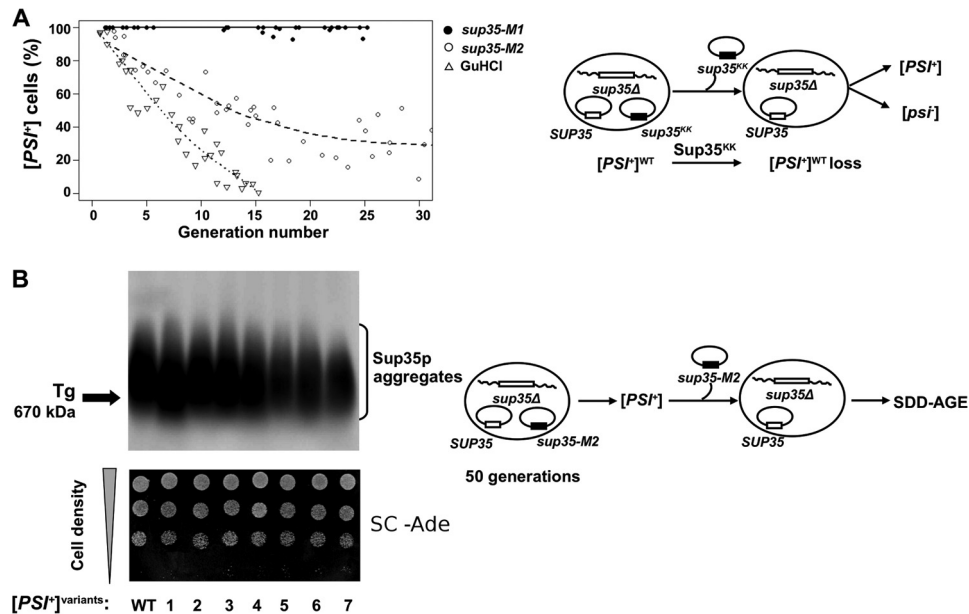 A
[PSI+] cells (%)
100
80
60
40
20
0
0 5 10 15 20 25 30
Generation number
sup35-M1
sup35-M2
GuHCl
sup35KK
sup35Δ
SUP35
sup35KK
sup35Δ
SUP35
[PSI+]
[psi-]
[PSI+]WT
Sup35KK
[PSI+]WT loss
B
Tg
670 kDa
Sup35p
aggregates
Cell density
SC -Ade
[PSI+]variants: WT 1 2 3 4 5 6 7
sup35Δ
SUP35
sup35-M2
50 generations
[PSI+]
sup35-M2
sup35Δ
SUP35
SDD-AGE